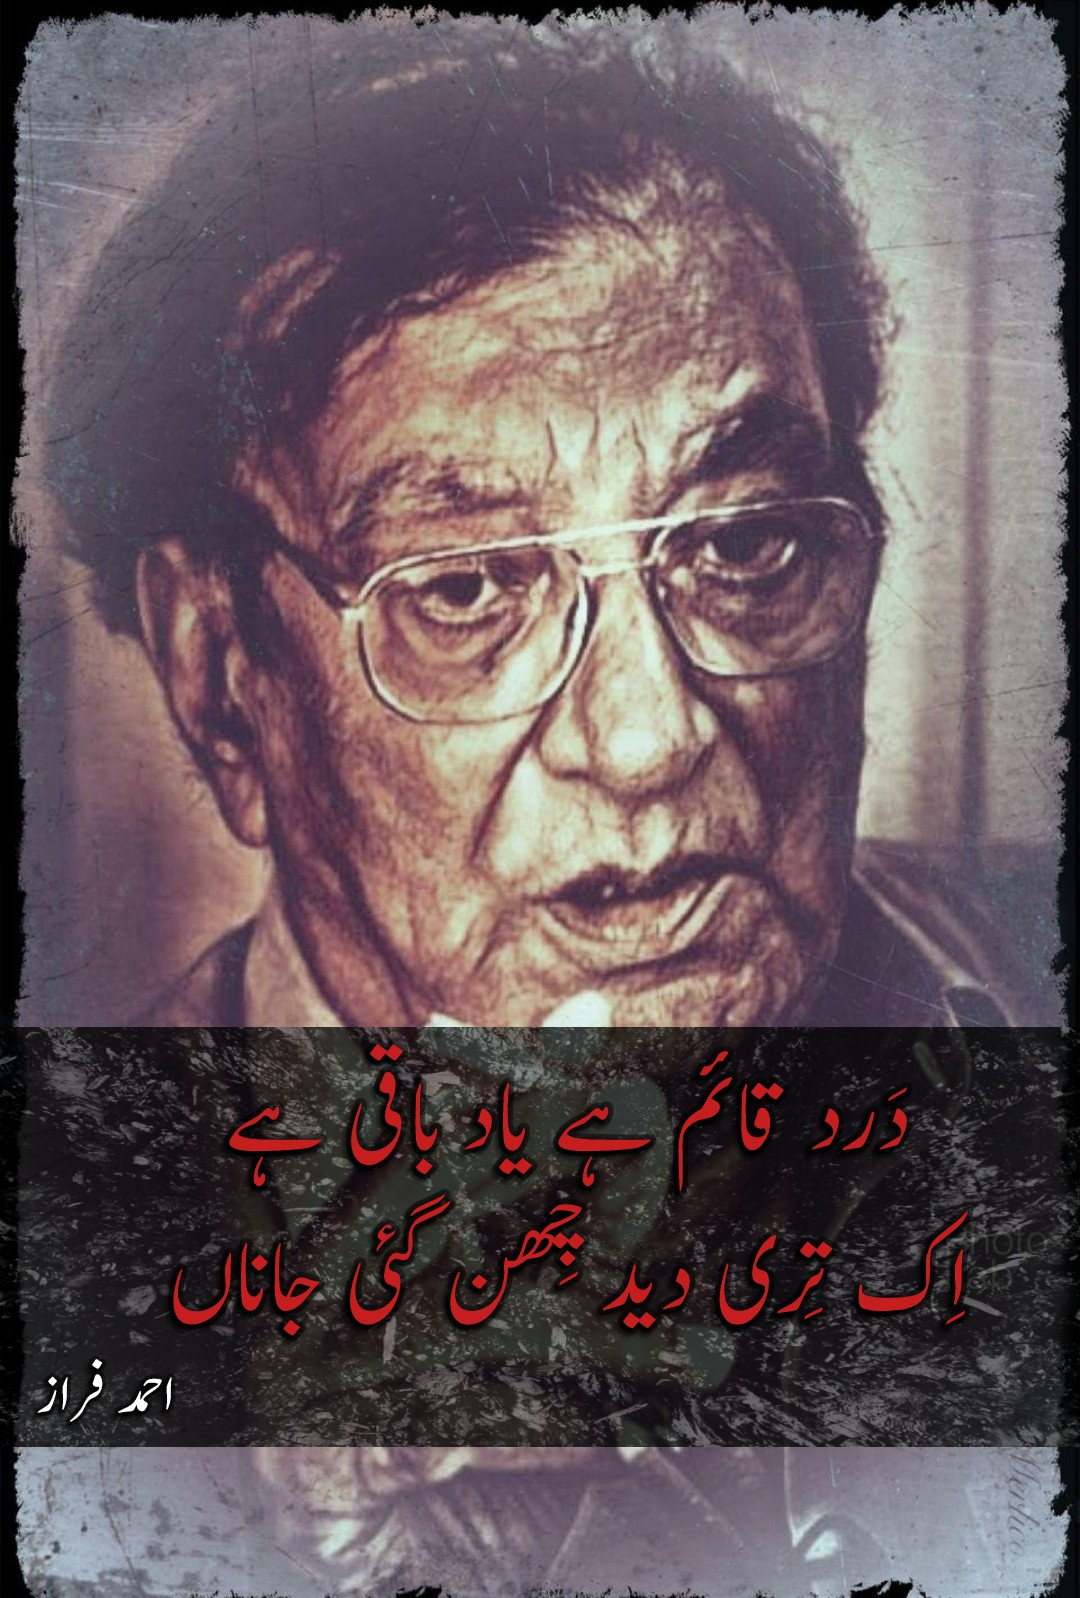 دَرد قائم ہے یاد باقی ہے
اِک تِری دید چِھن گئی جاناں
احمد فراز